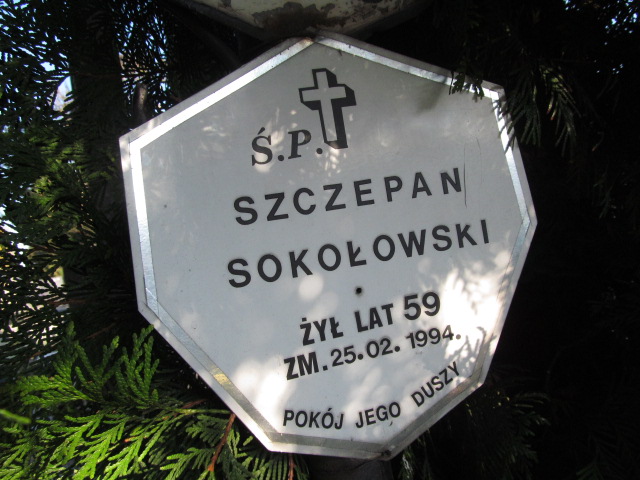 Ś.P.
SZCZEPAN
SOKOŁOWSKI
ŻYŁ LAT 59
ZM. 25.02. 1994.
POKÓJ JEGO DUSZY